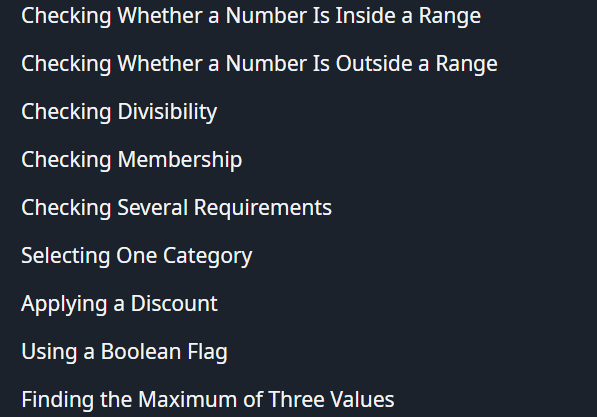 Checking Whether a Number Is Inside a Range
Checking Whether a Number Is Outside a Range
Checking Divisibility
Checking Membership
Checking Several Requirements
Selecting One Category
Applying a Discount
Using a Boolean Flag
Finding the Maximum of Three Values